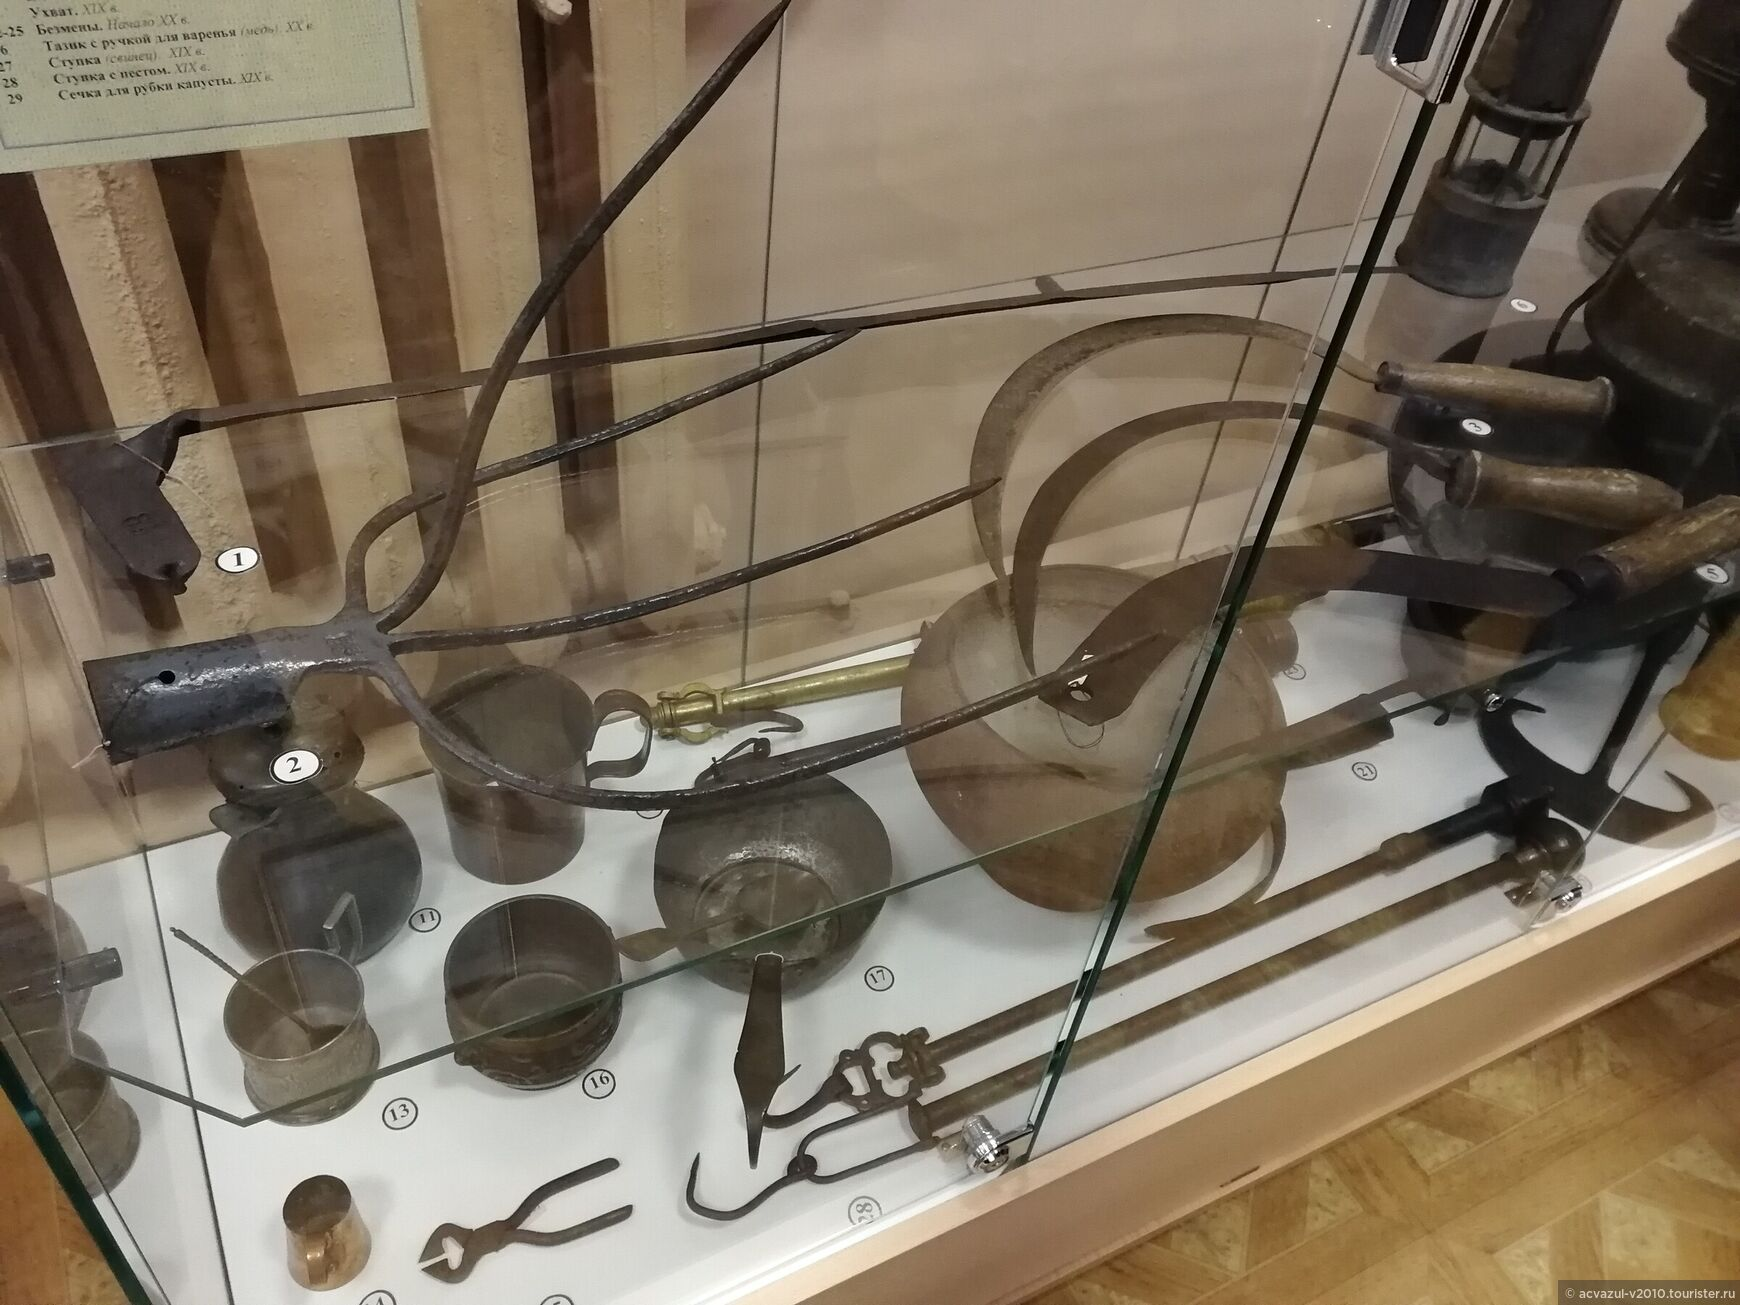 Ухват. XIX в.
-25 Безмены. Начало XX в.
6 Тазик с ручкой для варенья (медь). XX в.
27 Ступка (свинец). XIX в.
28 Ступка с пестом. XIX в.
29 Сечка для рубки капусты. XIX в.
6
3
1
5
2
21
11
17
16
13
28
© acvazul-v2010.tourister.ru